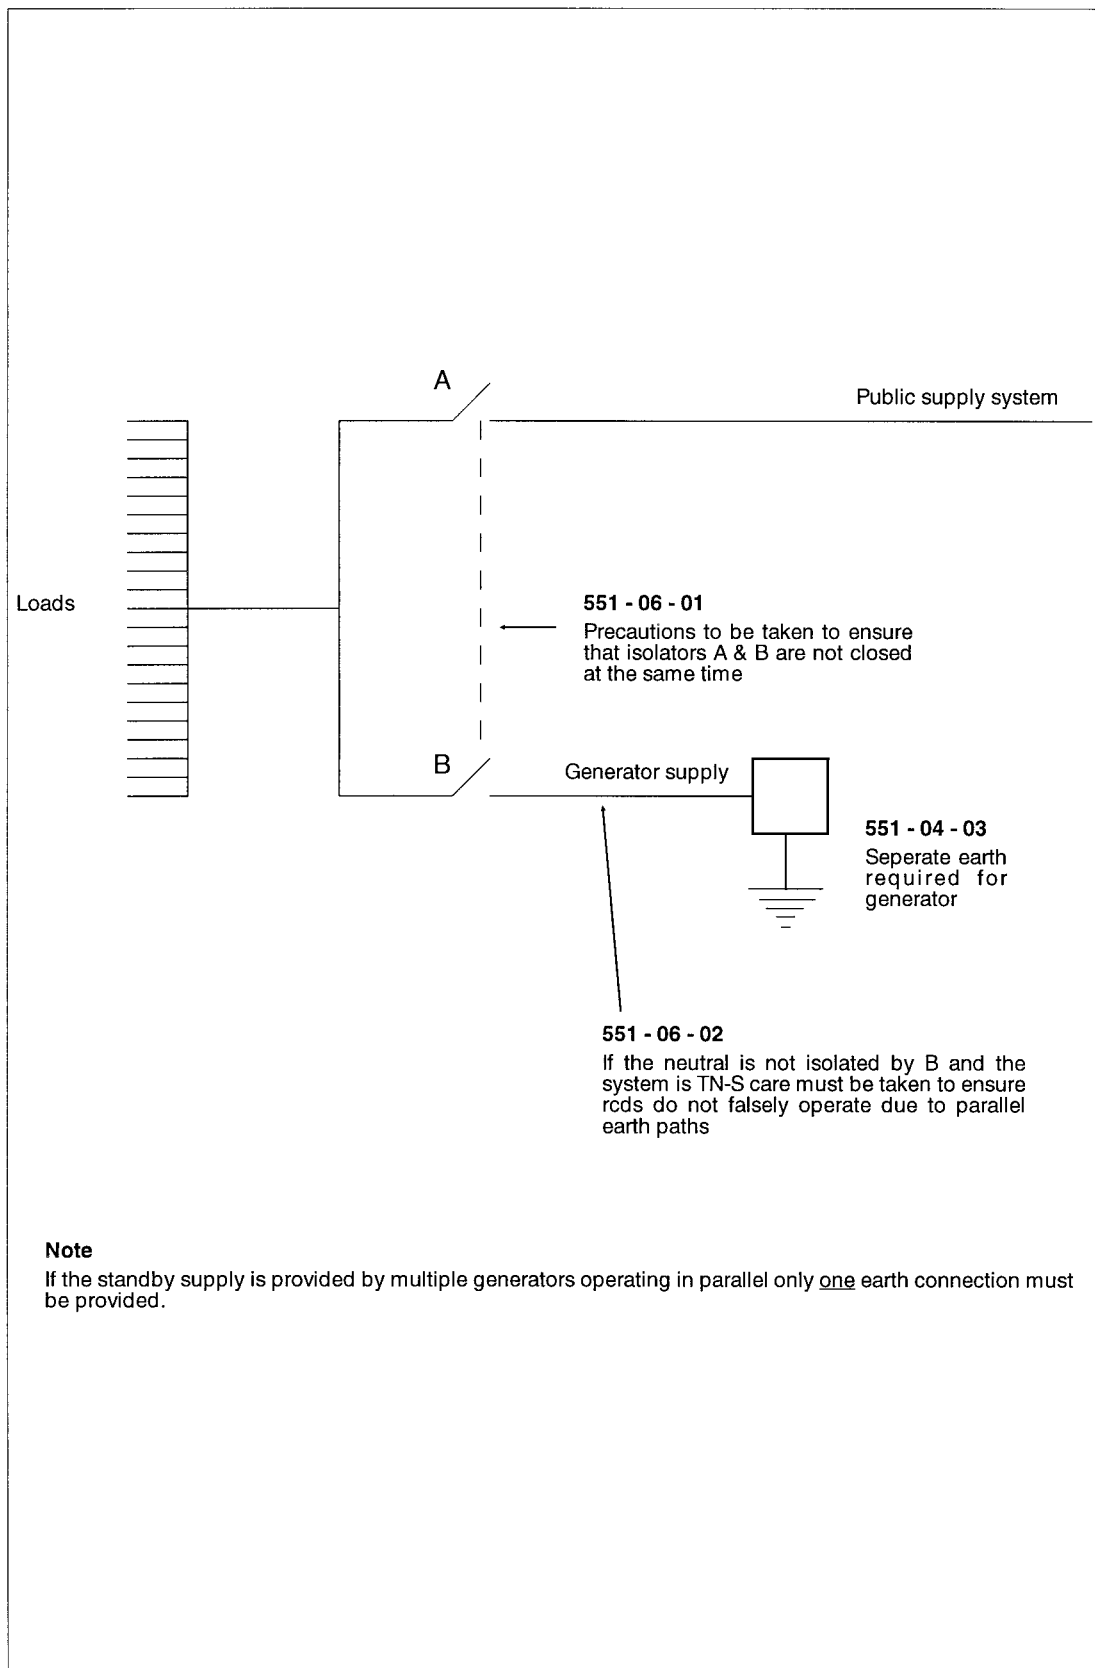 A
Public supply system
Loads
551 - 06 - 01
Precautions to be taken to ensure
that isolators A & B are not closed
at the same time
B
Generator supply
551 - 04 - 03
Seperate earth
required for
generator
551 - 06 - 02
If the neutral is not isolated by B and the
system is TN-S care must be taken to ensure
rcds do not falsely operate due to parallel
earth paths
Note
If the standby supply is provided by multiple generators operating in parallel only one earth connection must
be provided.